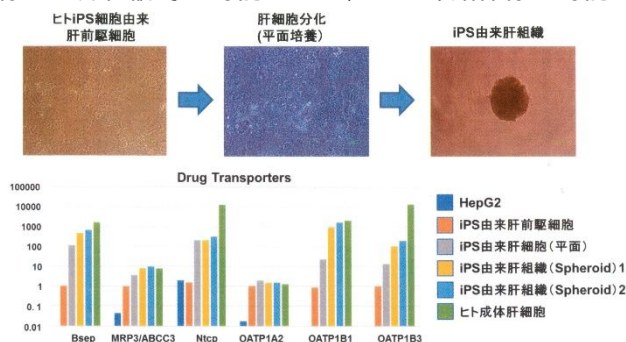 ヒトiPS細胞由来
肝前駆細胞
肝細胞分化
(平面培養)
iPS由来肝組織
Drug Transporters
100000
10000
1000
100
10
1
0.1
0.01
Bsep
MRP3/ABCC3
Ntcp
OATP1A2
OATP1B1
OATP1B3
HepG2
iPS由来肝前駆細胞
iPS由来肝細胞(平面)
iPS由来肝組織(Spheroid)1
iPS由来肝組織(Spheroid)2
ヒト成体肝細胞